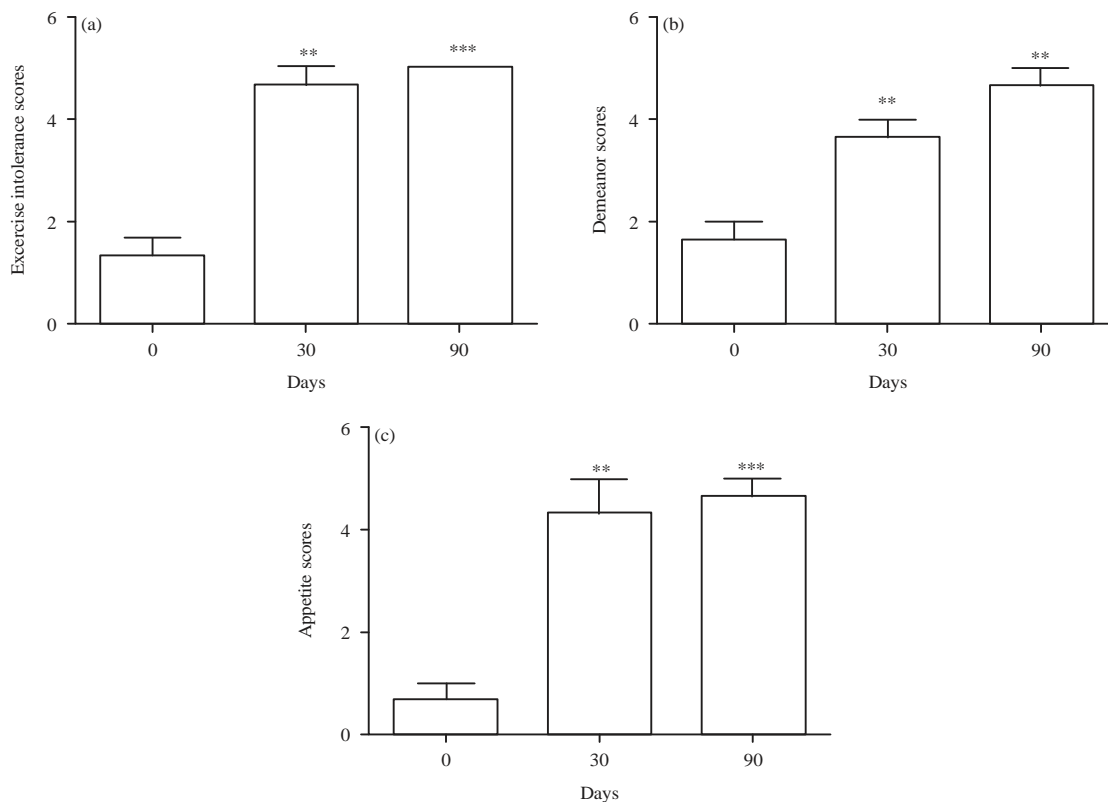 (a)
6
4
2
0
Excercise intolerance scores
**
***
0 30 90
Days
(b)
6
4
2
0
Demeanor scores
**
**
0 30 90
Days
(c)
6
4
2
0
Appetite scores
**
***
0 30 90
Days